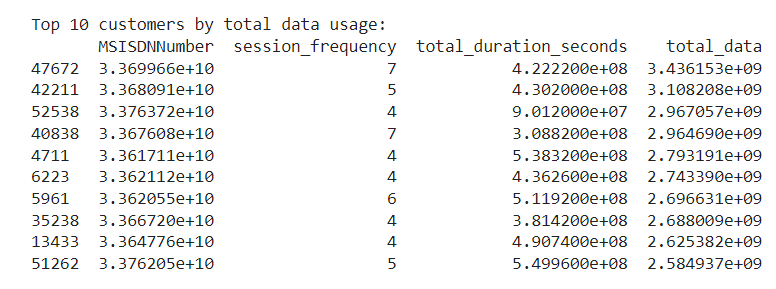 Top 10 customers by total data usage:
MSISDNNumber session_frequency total_duration_seconds total_data
47672 3.369966e+10 7 4.222200e+08 3.436153e+09
42211 3.368091e+10 5 4.302000e+08 3.108208e+09
52538 3.376372e+10 4 9.012000e+07 2.967057e+09
40838 3.367608e+10 7 3.088200e+08 2.964690e+09
4711 3.361711e+10 4 5.383200e+08 2.793191e+09
6223 3.362112e+10 4 4.362600e+08 2.743390e+09
5961 3.362055e+10 6 5.119200e+08 2.696631e+09
35238 3.366720e+10 4 3.814200e+08 2.688009e+09
13433 3.364776e+10 4 4.907400e+08 2.625382e+09
51262 3.376205e+10 5 5.499600e+08 2.584937e+09